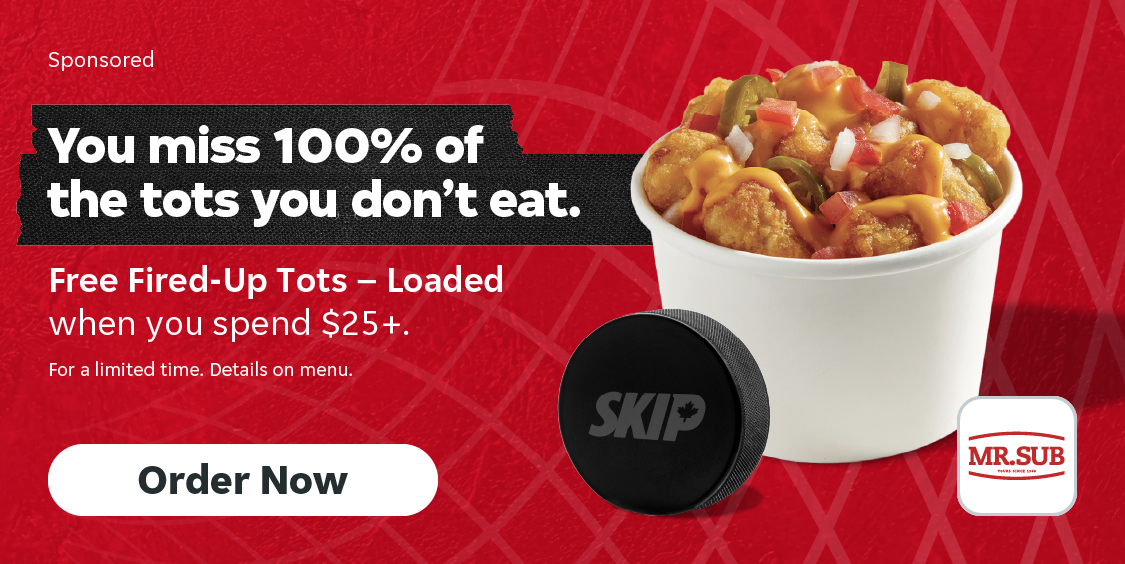 Sponsored
You miss 100% of
the tots you don't eat.
Free Fired-Up Tots – Loaded
when you spend $25+.
For a limited time. Details on menu.
Order Now
SKIP
MR.SUB